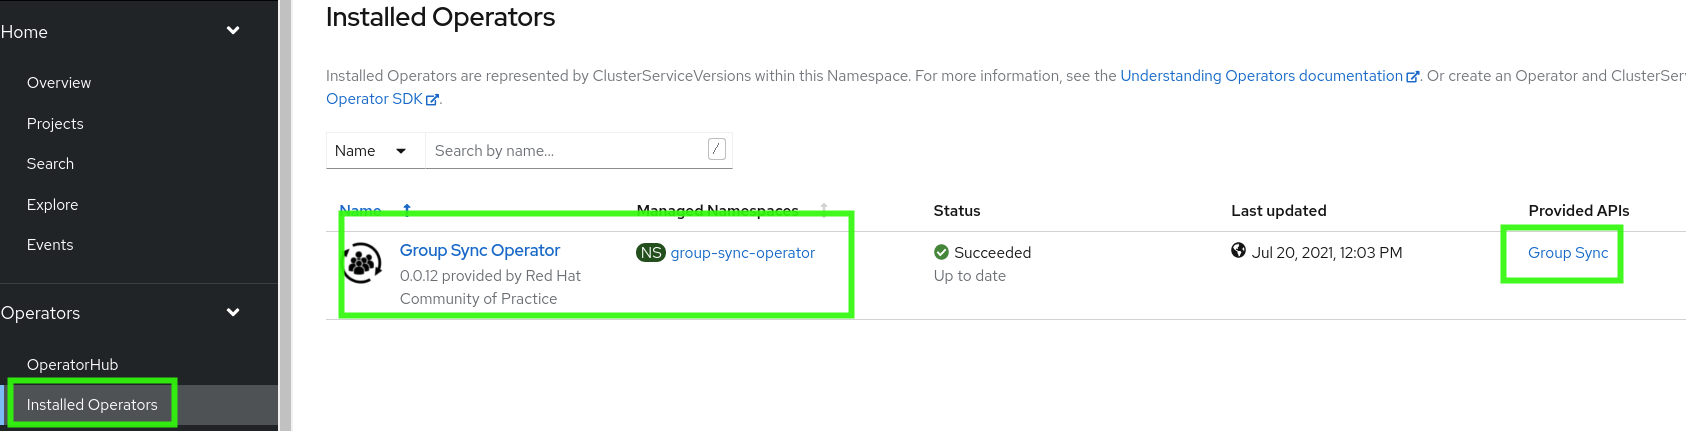 Home
Overview
Projects
Search
Explore
Events
Operators
OperatorHub
Installed Operators
Installed Operators
Installed Operators are represented by ClusterServiceVersions within this Namespace. For more information, see the Understanding Operators documentation. Or create an Operator and ClusterSer
Operator SDK.
Name Search by name... /
Name Managed Namespaces Status Last updated Provided APIs
Group Sync Operator NS group-sync-operator Succeeded Jul 20, 2021, 12:03 PM Group Sync
0.0.12 provided by Red Hat Up to date
Community of Practice